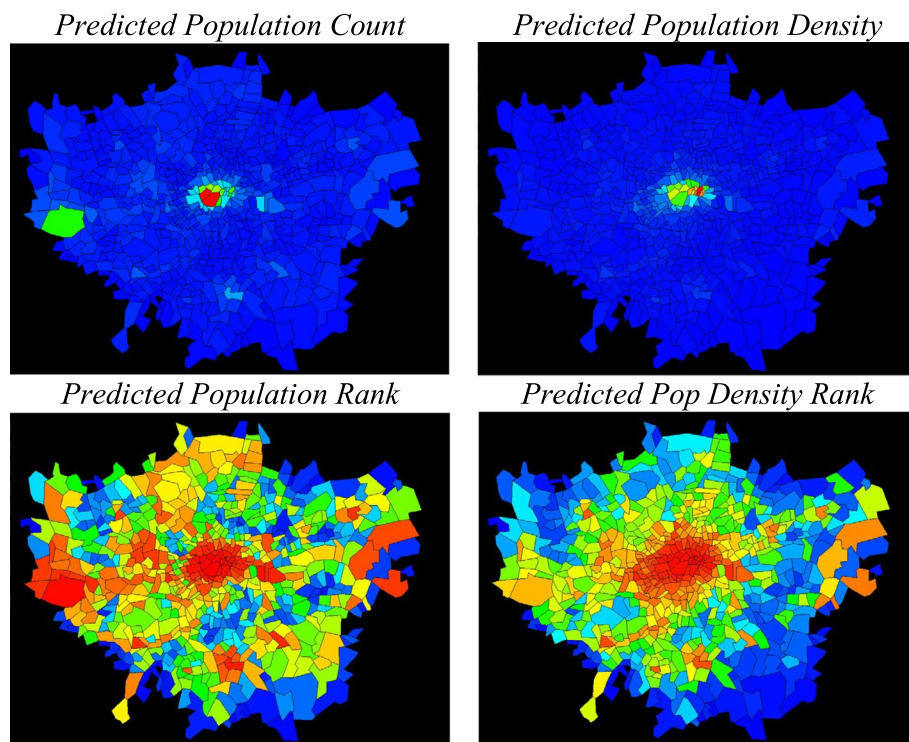 Predicted Population Count
Predicted Population Density
Predicted Population Rank
Predicted Pop Density Rank